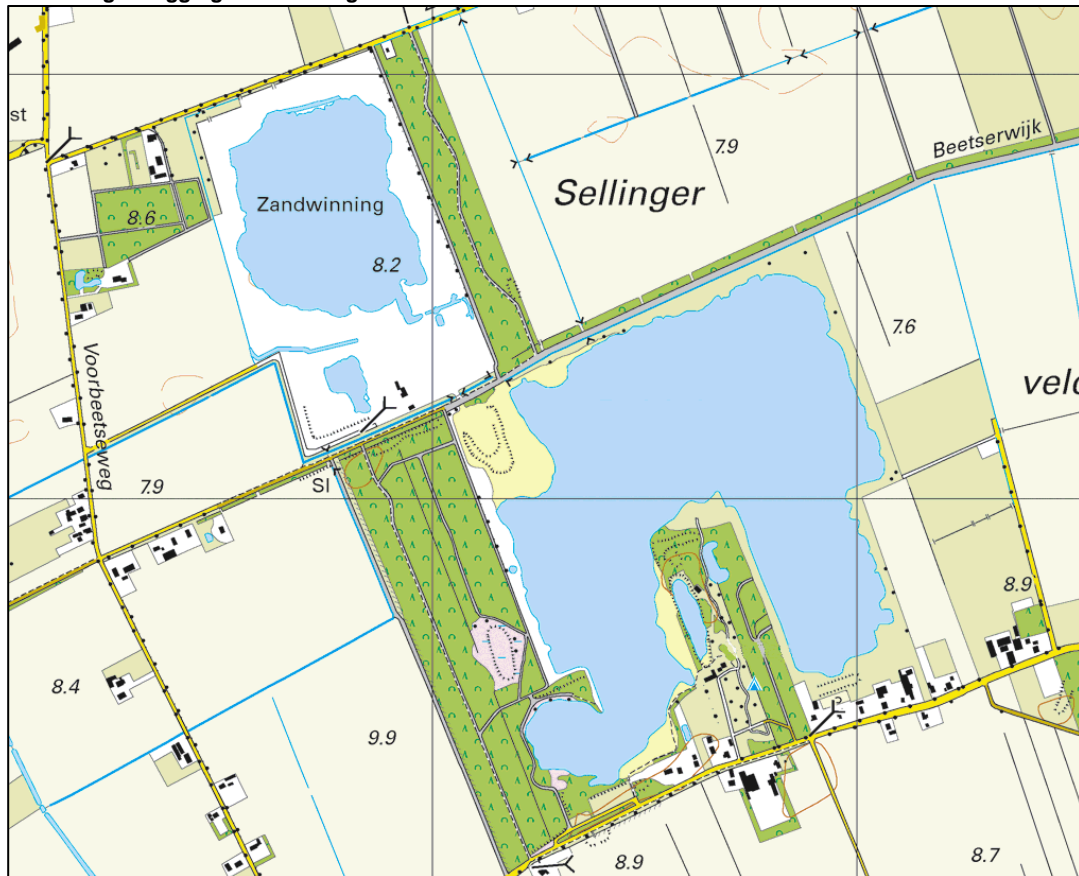 st
7.9
Beetserwijk
Sellinger
Zandwinning
8.6
8.2
7.6
Voorbeetseweg
veld
7.9
Sl
8.9
8.4
9.9
8.9
8.7